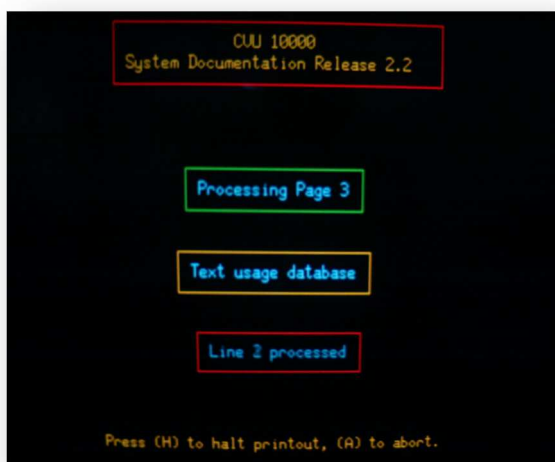 CVU 10000
System Documentation Release 2.2
Processing Page 3
Text usage database
Line 2 processed
Press (H) to halt printout, (A) to abort.